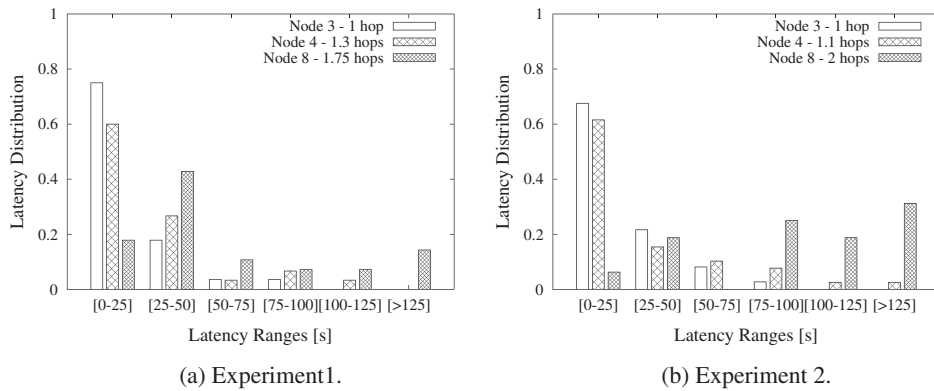 1
0.8
0.6
0.4
0.2
0
Latency Distribution
Node 3 - 1 hop
Node 4 - 1.3 hops
Node 8 - 1.75 hops
[0-25] [25-50] [50-75] [75-100][100-125] [>125]
Latency Ranges [s]
(a) Experiment1.
1
0.8
0.6
0.4
0.2
0
Latency Distribution
Node 3 - 1 hop
Node 4 - 1.1 hops
Node 8 - 2 hops
[0-25] [25-50] [50-75] [75-100][100-125] [>125]
Latency Ranges [s]
(b) Experiment 2.